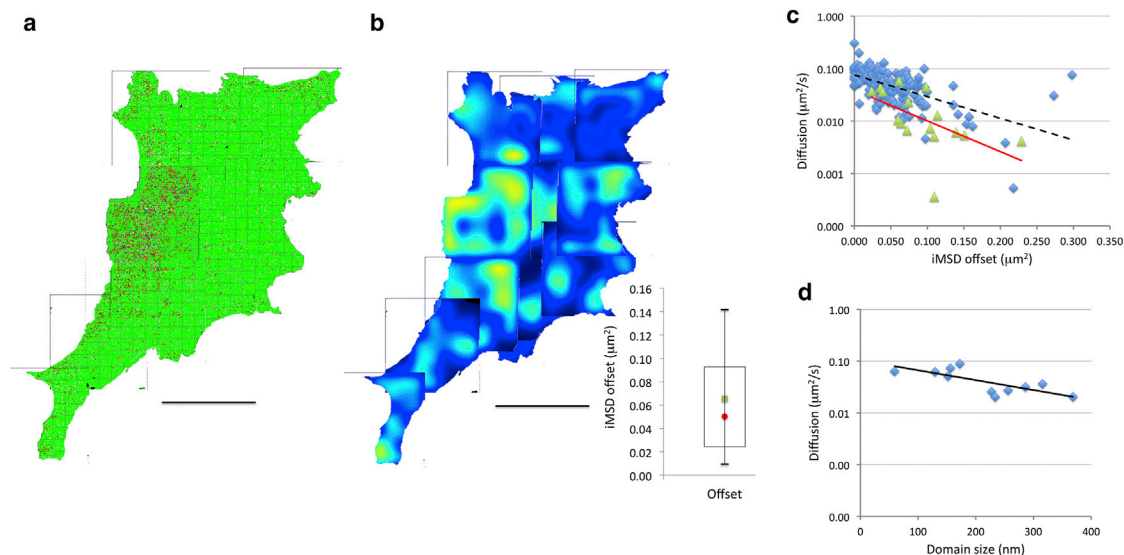 a
b
0.16
0.14
0.12
0.10
0.08
0.06
0.04
0.02
0.00
iMSD offset (μm²)
Offset
c
1.000
0.100
0.010
0.001
0.000
Diffusion (μm²/s)
0.000 0.050 0.100 0.150 0.200 0.250 0.300 0.350
iMSD offset (μm²)
d
1.00
0.10
0.01
0.00
0.00
Diffusion (μm²/s)
0 100 200 300 400
Domain size (nm)